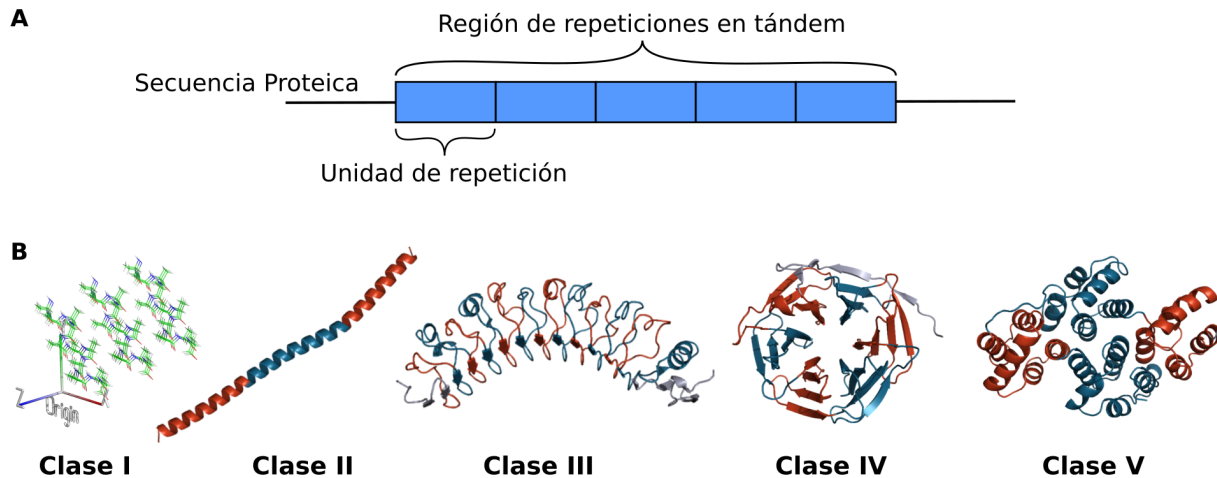 A
Región de repeticiones en tándem
Secuencia Proteica
Unidad de repetición
B
Z
Origin
Clase I
Clase II
Clase III
Clase IV
Clase V